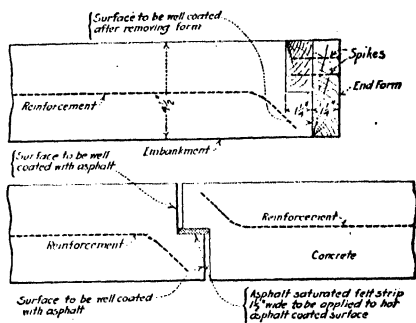 Surface to be well coated
after removing form
Spikes
End Form
Reinforcement
4½"
1¼"
1¼"
Embankment
Surface to be well
coated with asphalt
Reinforcement
Reinforcement
Concrete
Surface to be well coated
with asphalt
Asphalt saturated felt strip
1½" wide to be applied to hot
asphalt coated surface